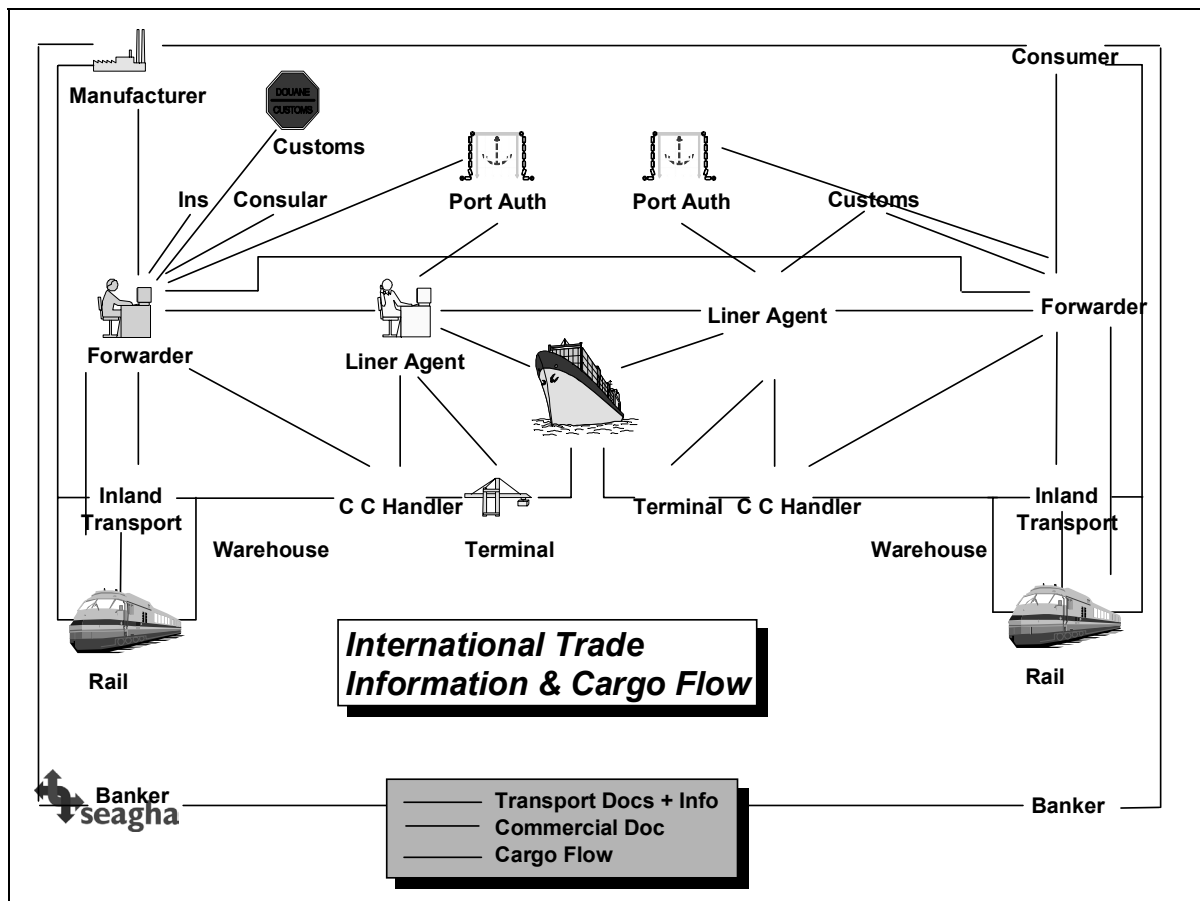 Consumer
Manufacturer
DOUANE
CUSTOMS
Customs
Ins
Consular
Port Auth
Port Auth
Customs
Forwarder
Liner Agent
Liner Agent
Forwarder
Inland
Transport
C C Handler
Terminal
Terminal
C C Handler
Inland
Transport
Warehouse
Warehouse
Rail
Rail
International Trade
Information & Cargo Flow
Banker
seagha
Transport Docs + Info
Commercial Doc
Cargo Flow
Banker